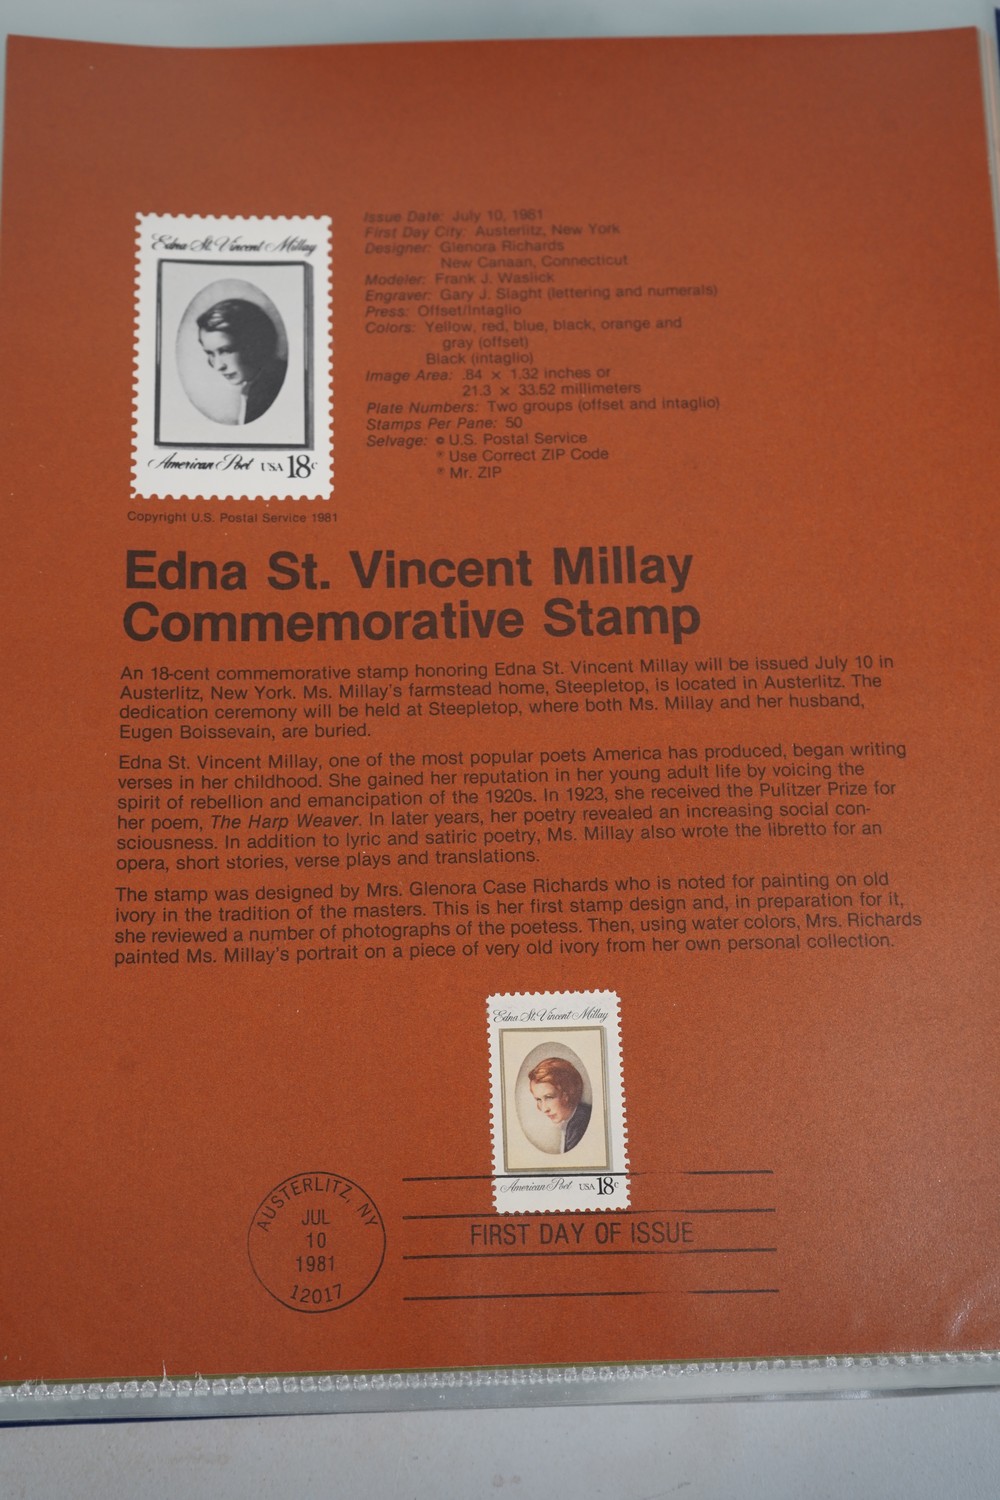 Edna St. Vincent Millay
American Poet USA 18c
Copyright U.S. Postal Service 1981
Issue Date: July 10, 1981
First Day City: Austerlitz, New York
Designer: Glenora Richards
New Canaan, Connecticut
Modeler: Frank J. Waslick
Engraver: Gary J. Slaght (lettering and numerals)
Press: Offset/Intaglio
Colors: Yellow, red, blue, black, orange and
gray (offset)
Black (intaglio)
Image Area: .84 × 1.32 inches or
21.3 × 33.52 millimeters
Plate Numbers: Two groups (offset and intaglio)
Stamps Per Pane: 50
Selvage: © U.S. Postal Service
® Use Correct ZIP Code
® Mr. ZIP
Edna St. Vincent Millay
Commemorative Stamp
An 18-cent commemorative stamp honoring Edna St. Vincent Millay will be issued July 10 in
Austerlitz, New York. Ms. Millay's farmstead home, Steepletop, is located in Austerlitz. The
dedication ceremony will be held at Steepletop, where both Ms. Millay and her husband,
Eugen Boissevain, are buried.
Edna St. Vincent Millay, one of the most popular poets America has produced, began writing
verses in her childhood. She gained her reputation in her young adult life by voicing the
spirit of rebellion and emancipation of the 1920s. In 1923, she received the Pulitzer Prize for
her poem, The Harp Weaver. In later years, her poetry revealed an increasing social con-
sciousness. In addition to lyric and satiric poetry, Ms. Millay also wrote the libretto for an
opera, short stories, verse plays and translations.
The stamp was designed by Mrs. Glenora Case Richards who is noted for painting on old
ivory in the tradition of the masters. This is her first stamp design and, in preparation for it,
she reviewed a number of photographs of the poetess. Then, using water colors, Mrs. Richards
painted Ms. Millay's portrait on a piece of very old ivory from her own personal collection.
Edna St. Vincent Millay
American Poet USA 18c
AUSTERLITZ, NY
JUL
10
1981
12017
FIRST DAY OF ISSUE